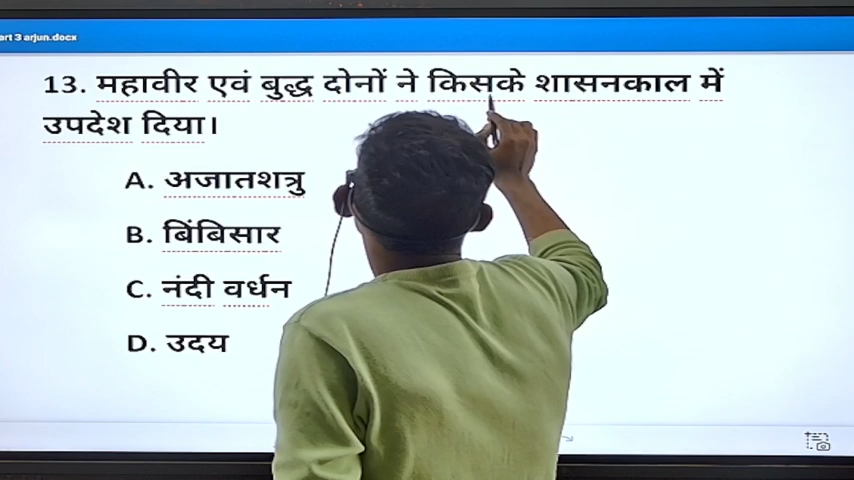 art 3 arjun.docx
13. महावीर एवं बुद्ध दोनों ने किसके शासनकाल में
उपदेश दिया।
A. अजातशत्रु
B. बिंबिसार
C. नंदी वर्धन
D. उदय